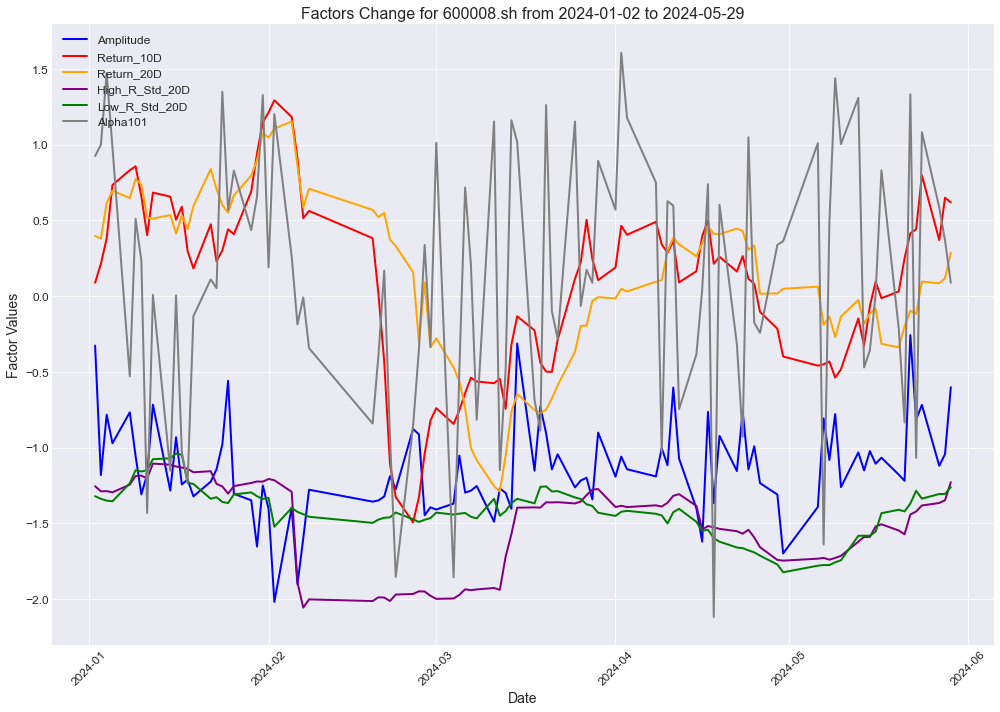 Factors Change for 600008.sh from 2024-01-02 to 2024-05-29
Amplitude
Return_10D
Return_20D
High_R_Std_20D
Low_R_Std_20D
Alpha101
Factor Values
1.5
1.0
0.5
0.0
−0.5
−1.0
−1.5
−2.0
2024-01
2024-02
2024-03
2024-04
2024-05
2024-06
Date